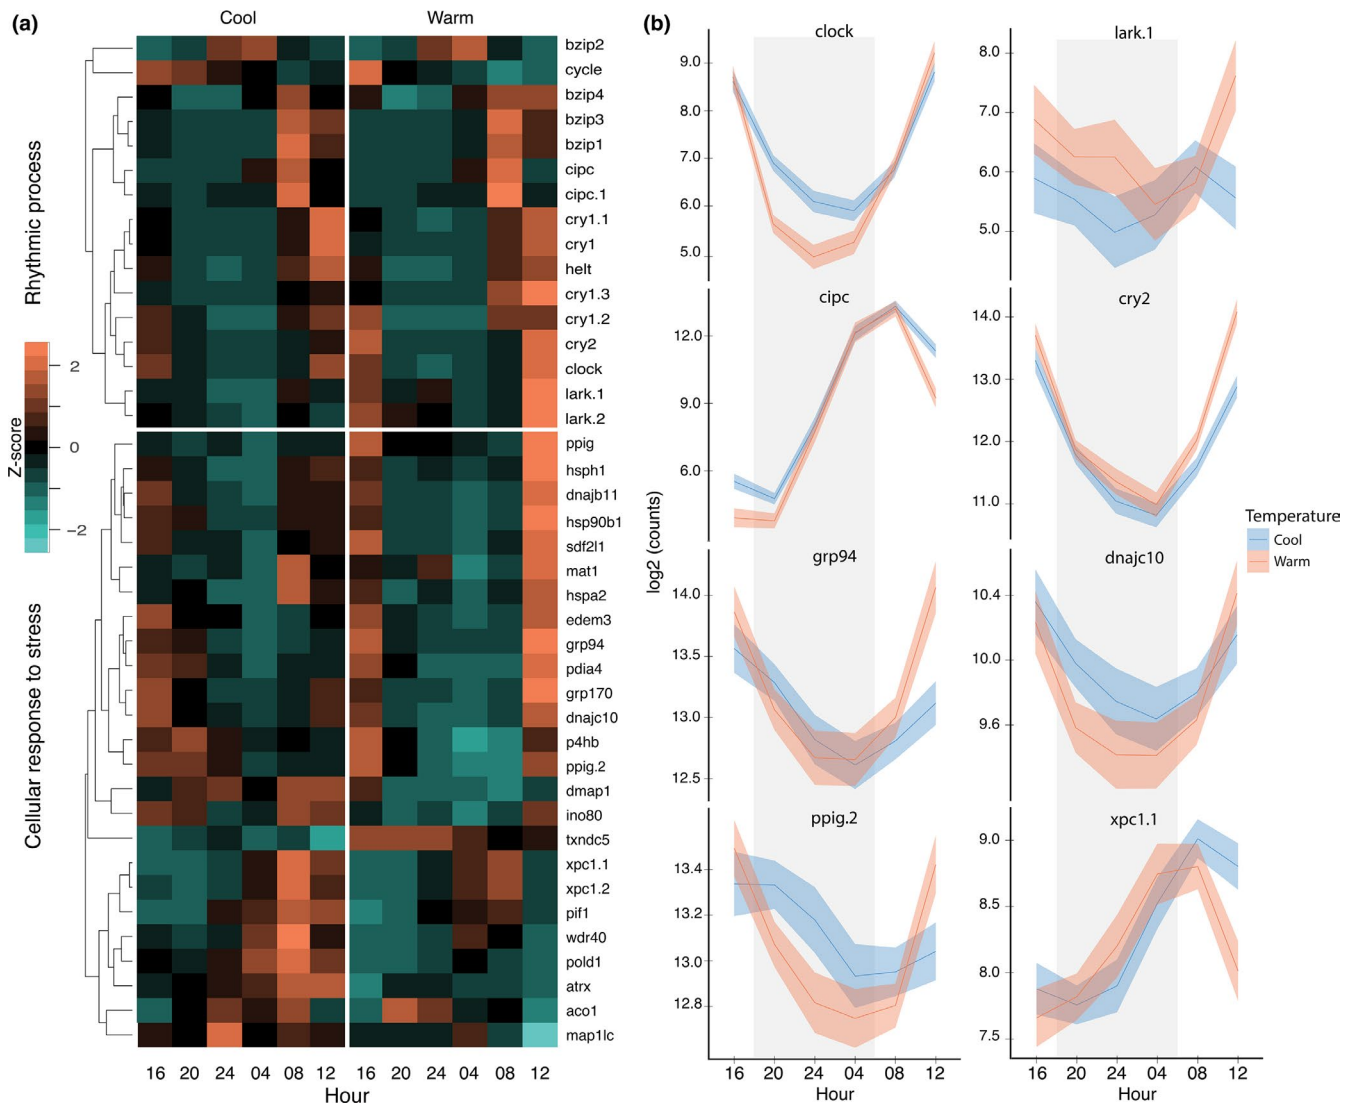 (a)
Cool
Warm
Rhythmic process
Cellular response to stress
Z-score
2
0
−2
bzip2
cycle
bzip4
bzip3
bzip1
cipc
cipc.1
cry1.1
cry1
helt
cry1.3
cry1.2
cry2
clock
lark.1
lark.2
ppig
hsph1
dnajb11
hsp90b1
sdf2l1
mat1
hspa2
edem3
grp94
pdia4
grp170
dnajc10
p4hb
ppig.2
dmap1
ino80
txndc5
xpc1.1
xpc1.2
pif1
wdr40
pold1
atrx
aco1
map1lc
16 20 24 04 08 12 16 20 24 04 08 12
Hour
(b)
log2 (counts)
clock
9.0
8.0
7.0
6.0
5.0
lark.1
8.0
7.0
6.0
5.0
cipc
12.0
9.0
6.0
cry2
14.0
13.0
12.0
11.0
grp94
14.0
13.5
13.0
12.5
dnajc10
10.4
10.0
9.6
ppig.2
13.4
13.2
13.0
12.8
xpc1.1
9.0
8.5
8.0
7.5
16 20 24 04 08 12
Hour
16 20 24 04 08 12
Hour
Temperature
Cool
Warm